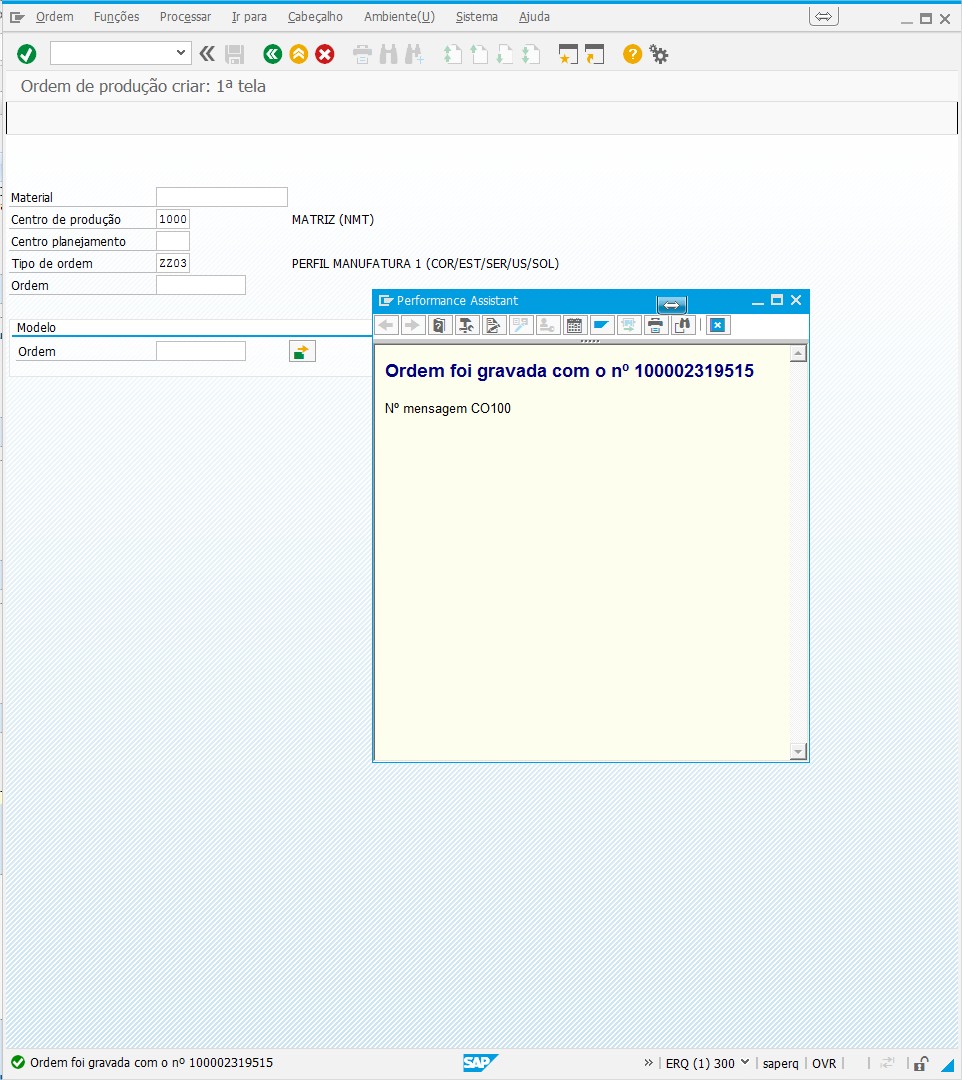 Ordem Funções Processar Ir para Cabeçalho Ambiente(U) Sistema Ajuda
Ordem de produção criar: 1ª tela
Material
Centro de produção 1000 MATRIZ (NMT)
Centro planejamento
Tipo de ordem ZZ03 PERFIL MANUFATURA 1 (COR/EST/SER/US/SOL)
Ordem
Modelo
Ordem
Performance Assistant
Ordem foi gravada com o nº 100002319515
Nº mensagem CO100
Ordem foi gravada com o nº 100002319515
SAP
ERQ (1) 300 saperq OVR